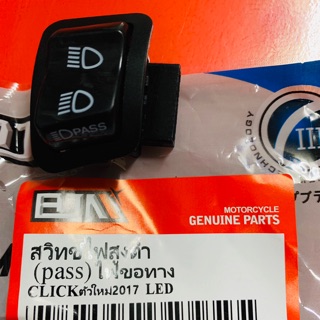 PASS
MOTORCYCLE
GENUINE PARTS
สวิทซ์ไฟสูงต่ำ
(pass) ไฟขอทาง
CLICKตัวใหม่2017 LED
TECHNOLOGY